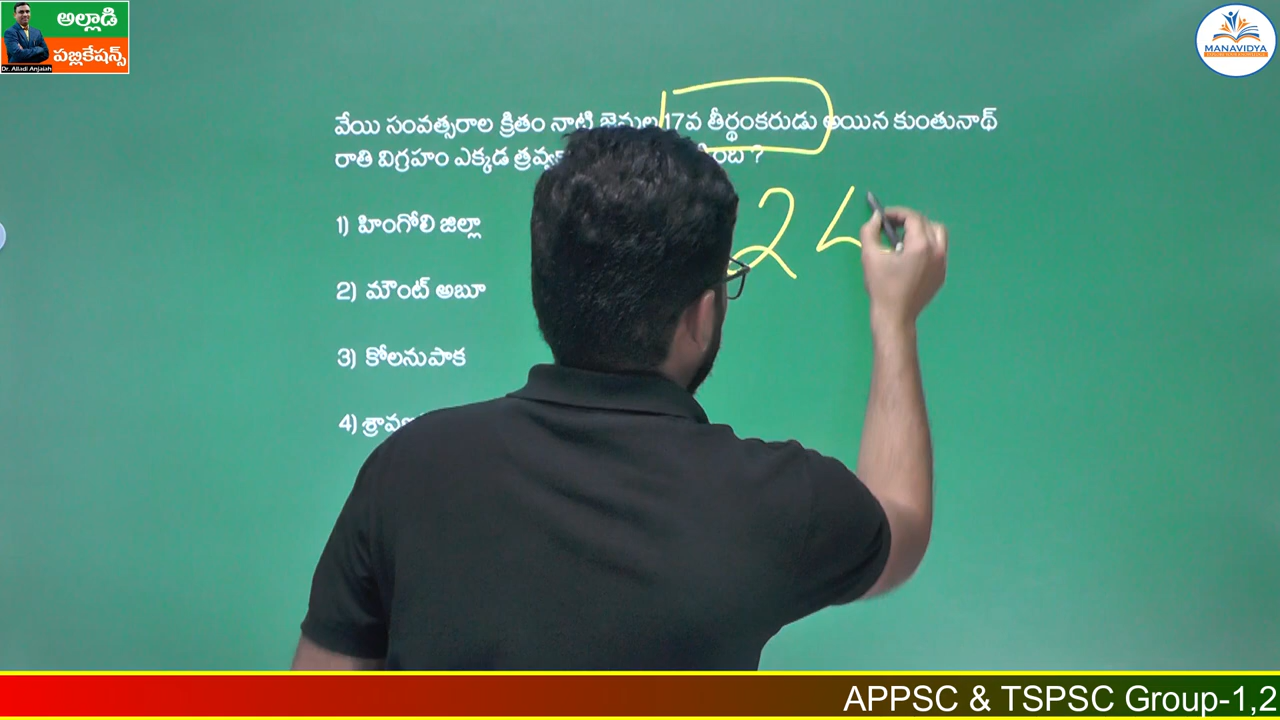 అల్లాడి
పబ్లికేషన్స్
Dr. Alladi Anjaiah
MANAVIDYA
వేయి సంవత్సరాల క్రితం నాటి జైనుల 17వ తీర్థంకరుడు అయిన కుంతునాథ్
రాతి విగ్రహం ఎక్కడ ?
24
1) హింగోలి జిల్లా
2) మౌంట్ అబూ
3) కోలనుపాక
4)
APPSC & TSPSC Group-1,2